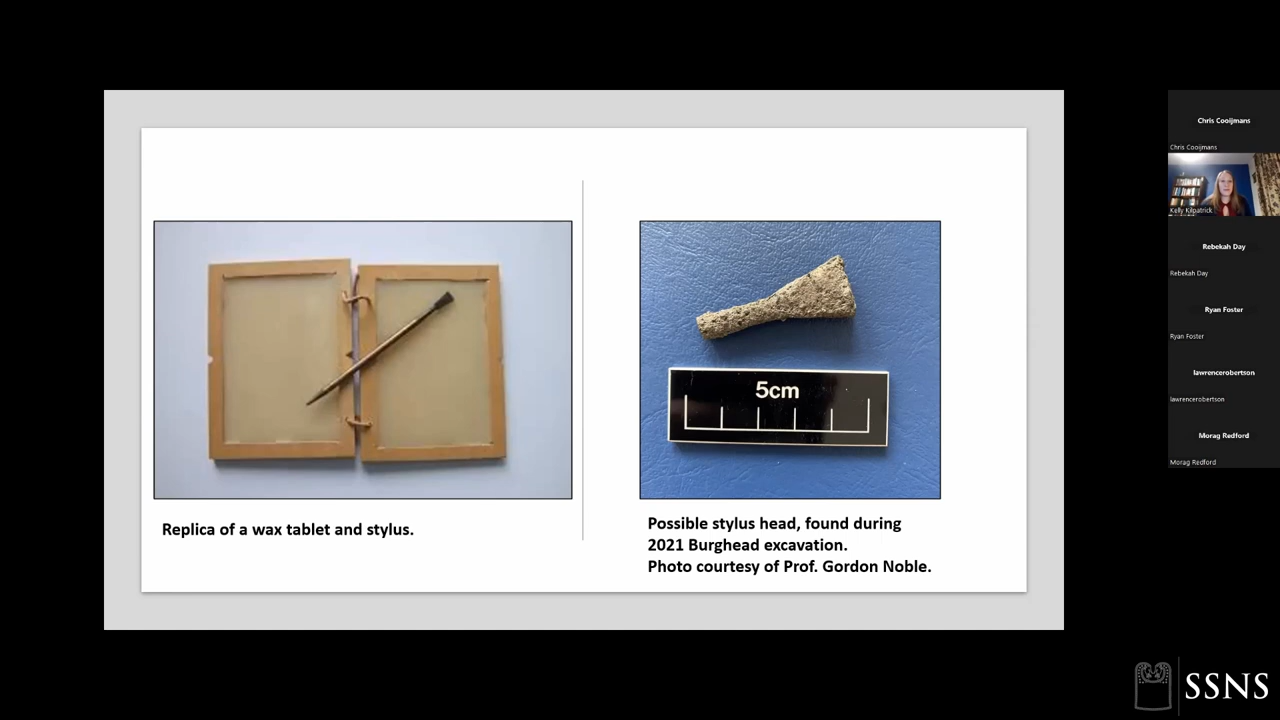 5cm
Replica of a wax tablet and stylus.
Possible stylus head, found during
2021 Burghead excavation.
Photo courtesy of Prof. Gordon Noble.
Chris Cooijmans
Chris Cooijmans
Kelly Kilpatrick
Rebekah Day
Rebekah Day
Ryan Foster
Ryan Foster
lawrencerobertson
lawrencerobertson
Morag Redford
Morag Redford
SSNS